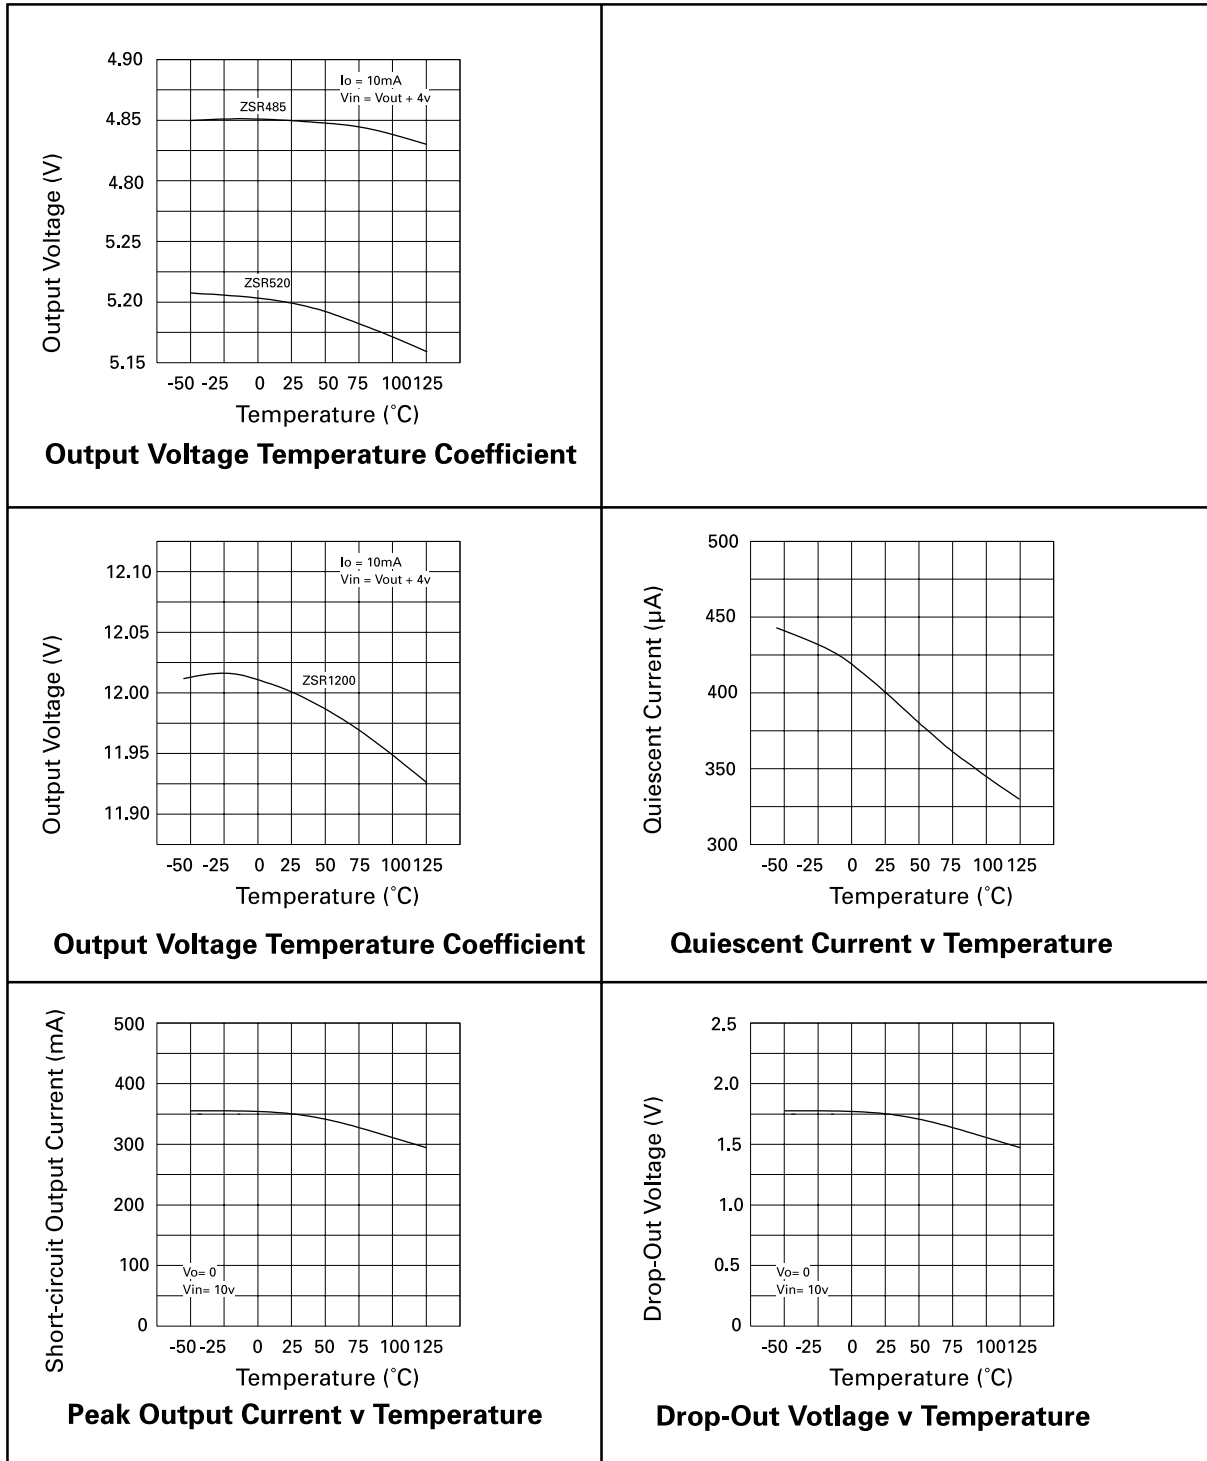 4.90
4.85
4.80
5.25
5.20
5.15
Output Voltage (V)
Io = 10mA
Vin = Vout + 4v
ZSR485
ZSR520
-50 -25 0 25 50 75 100 125
Temperature (˚C)
Output Voltage Temperature Coefficient
12.10
12.05
12.00
11.95
11.90
Output Voltage (V)
Io = 10mA
Vin = Vout + 4v
ZSR1200
-50 -25 0 25 50 75 100 125
Temperature (˚C)
Output Voltage Temperature Coefficient
500
450
400
350
300
Quiescent Current (µA)
-50 -25 0 25 50 75 100 125
Temperature (˚C)
Quiescent Current v Temperature
500
400
300
200
100
0
Short-circuit Output Current (mA)
Vo= 0
Vin= 10v
-50 -25 0 25 50 75 100 125
Temperature (˚C)
Peak Output Current v Temperature
2.5
2.0
1.5
1.0
0.5
0
Drop-Out Voltage (V)
Vo= 0
Vin= 10v
-50 -25 0 25 50 75 100 125
Temperature (˚C)
Drop-Out Votlage v Temperature